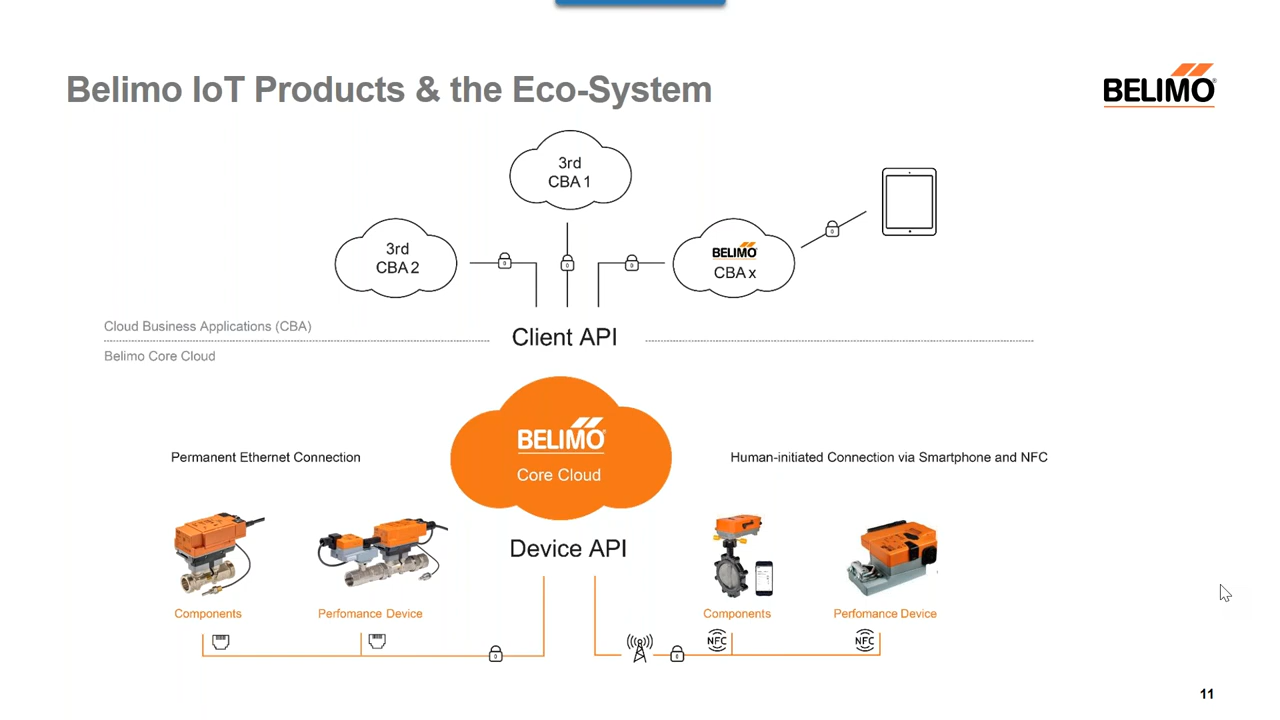 Belimo IoT Products & the Eco-System
BELIMO
3rd
CBA 1
3rd
CBA 2
BELIMO
CBA x
Cloud Business Applications (CBA)
Client API
Belimo Core Cloud
BELIMO
Core Cloud
Permanent Ethernet Connection
Human-initiated Connection via Smartphone and NFC
Device API
Components
Perfomance Device
Components
Perfomance Device
NFC
NFC
11